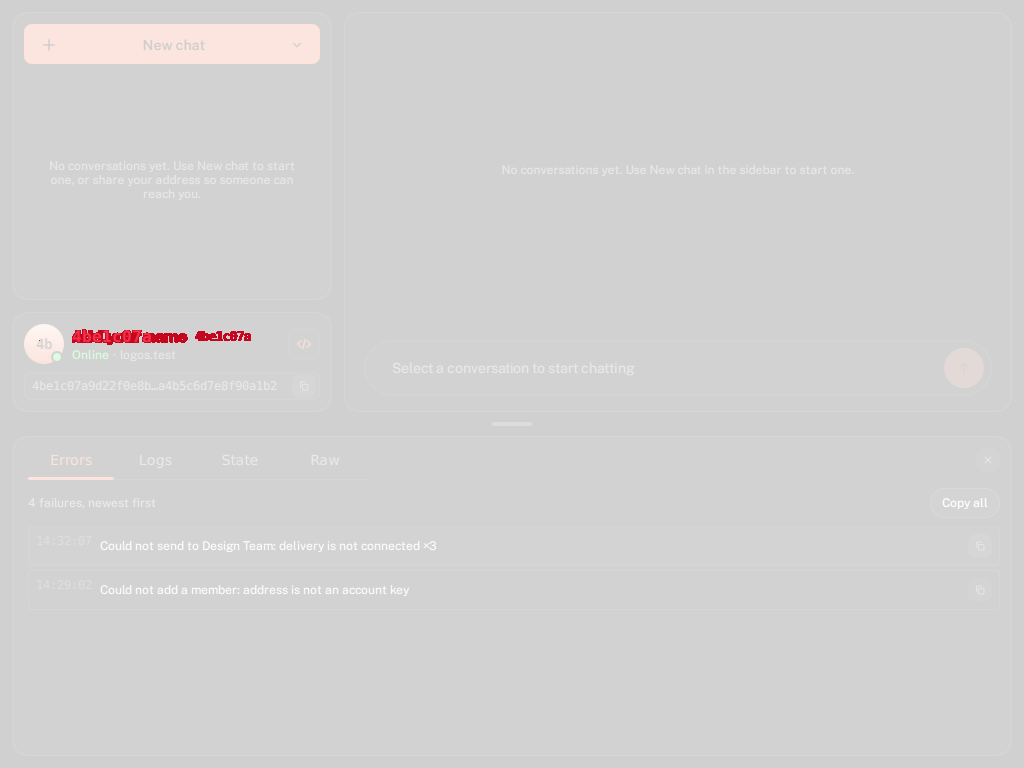 New chat
No conversations yet. Use New chat to start
one, or share your address so someone can
reach you.
No conversations yet. Use New chat in the sidebar to start one.
4b
4be1c07a
Online · logos.test
4be1c07a9d22f0e8b…a4b5c6d7e8f90a1b2
Select a conversation to start chatting
Errors Logs State Raw
4 failures, newest first
Copy all
14:32:07 Could not send to Design Team: delivery is not connected ×3
14:29:02 Could not add a member: address is not an account key